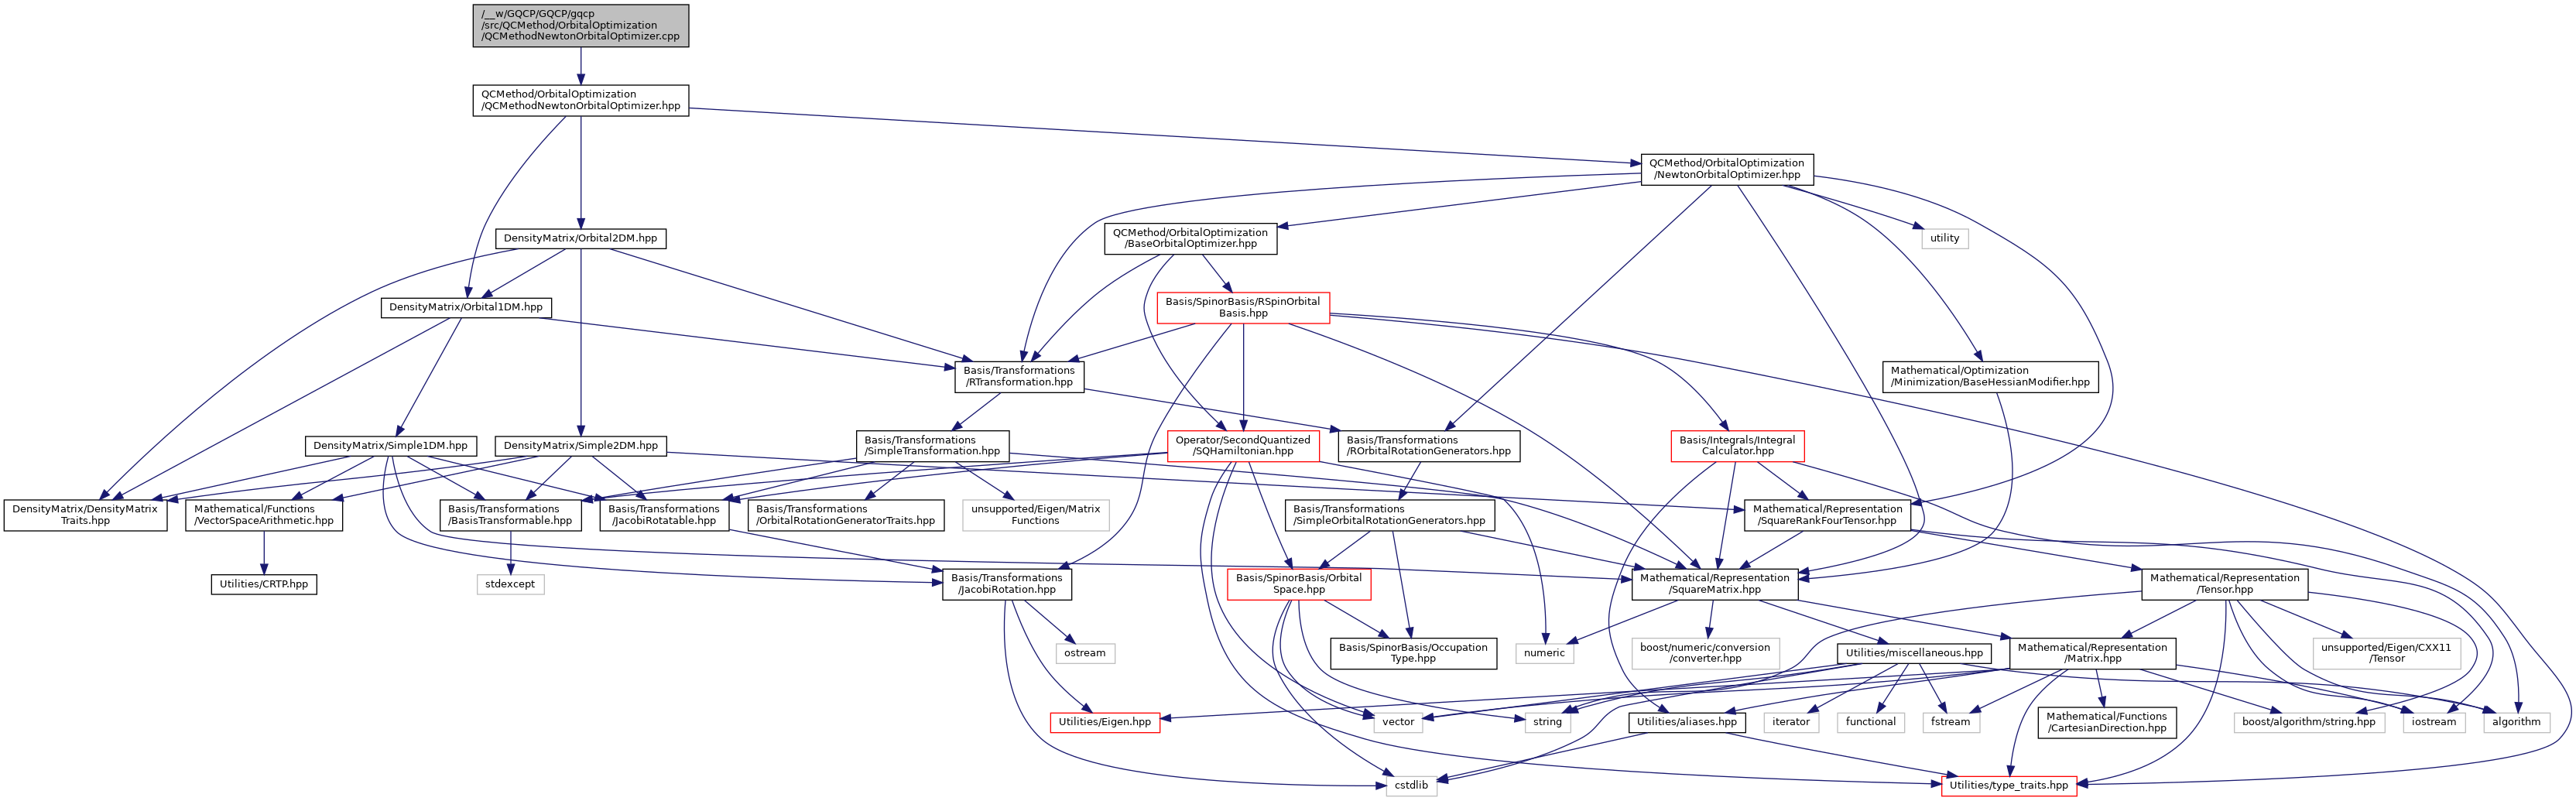 /__w/GQCP/GQCP/gqcp
/src/QCMethod/OrbitalOptimization
/QCMethodNewtonOrbitalOptimizer.cpp
QCMethod/OrbitalOptimization
/QCMethodNewtonOrbitalOptimizer.hpp
QCMethod/OrbitalOptimization
/NewtonOrbitalOptimizer.hpp
DensityMatrix/Orbital2DM.hpp
QCMethod/OrbitalOptimization
/BaseOrbitalOptimizer.hpp
utility
DensityMatrix/Orbital1DM.hpp
Basis/SpinorBasis/RSpinOrbital
Basis.hpp
Basis/Transformations
/RTransformation.hpp
Mathematical/Optimization
/Minimization/BaseHessianModifier.hpp
DensityMatrix/Simple1DM.hpp
DensityMatrix/Simple2DM.hpp
Basis/Transformations
/SimpleTransformation.hpp
Operator/SecondQuantized
/SQHamiltonian.hpp
Basis/Transformations
/ROrbitalRotationGenerators.hpp
Basis/Integrals/Integral
Calculator.hpp
DensityMatrix/DensityMatrix
Traits.hpp
Mathematical/Functions
/VectorSpaceArithmetic.hpp
Basis/Transformations
/BasisTransformable.hpp
Basis/Transformations
/JacobiRotatable.hpp
Basis/Transformations
/OrbitalRotationGeneratorTraits.hpp
unsupported/Eigen/Matrix
Functions
Basis/Transformations
/SimpleOrbitalRotationGenerators.hpp
Mathematical/Representation
/SquareRankFourTensor.hpp
Utilities/CRTP.hpp
stdexcept
Basis/Transformations
/JacobiRotation.hpp
Basis/SpinorBasis/Orbital
Space.hpp
Mathematical/Representation
/SquareMatrix.hpp
Mathematical/Representation
/Tensor.hpp
ostream
Basis/SpinorBasis/Occupation
Type.hpp
numeric
boost/numeric/conversion
/converter.hpp
Utilities/miscellaneous.hpp
Mathematical/Representation
/Matrix.hpp
unsupported/Eigen/CXX11
/Tensor
Utilities/Eigen.hpp
vector
string
Utilities/aliases.hpp
iterator
functional
fstream
Mathematical/Functions
/CartesianDirection.hpp
boost/algorithm/string.hpp
iostream
algorithm
cstdlib
Utilities/type_traits.hpp